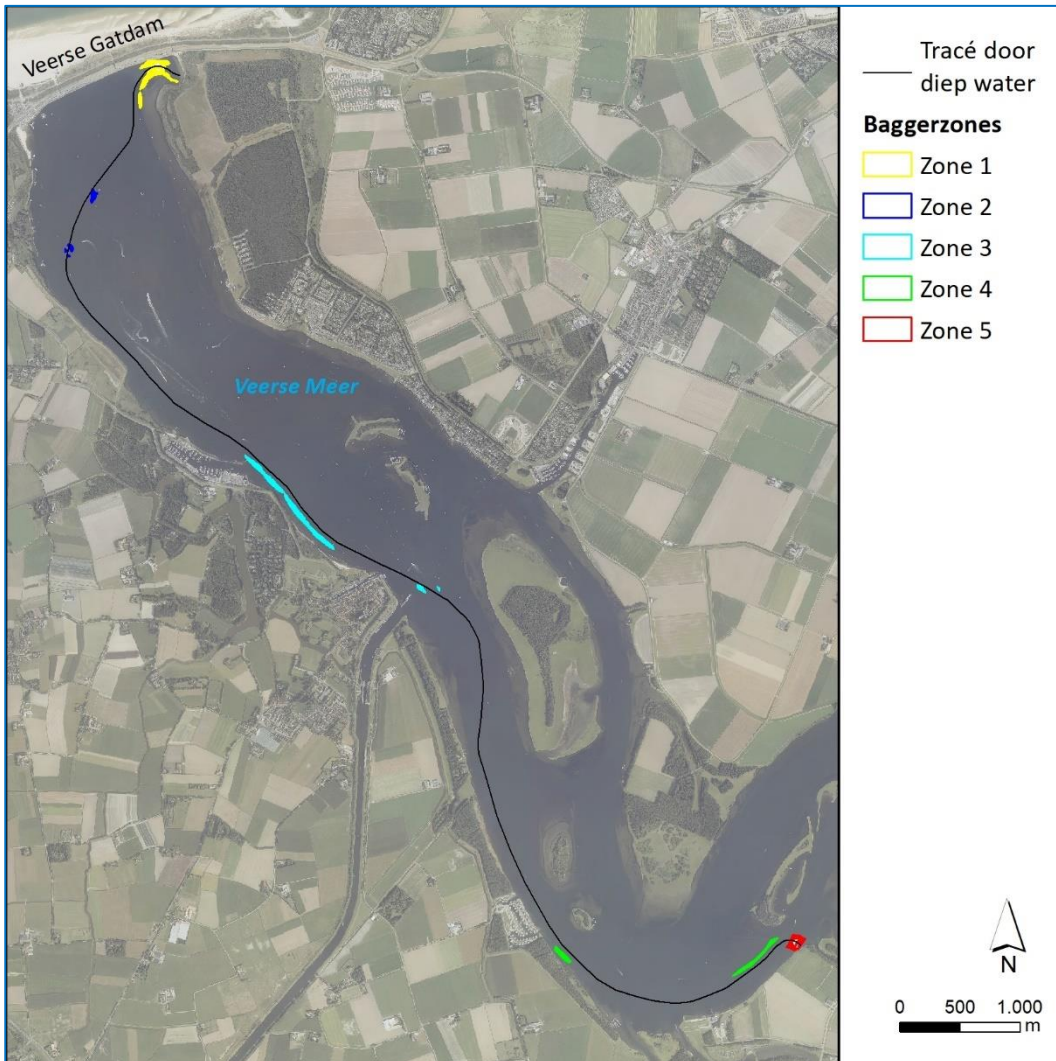 Veerse Gatdam
Veerse Meer
Tracé door
diep water
Baggerzones
Zone 1
Zone 2
Zone 3
Zone 4
Zone 5
N
0 500 1.000
m